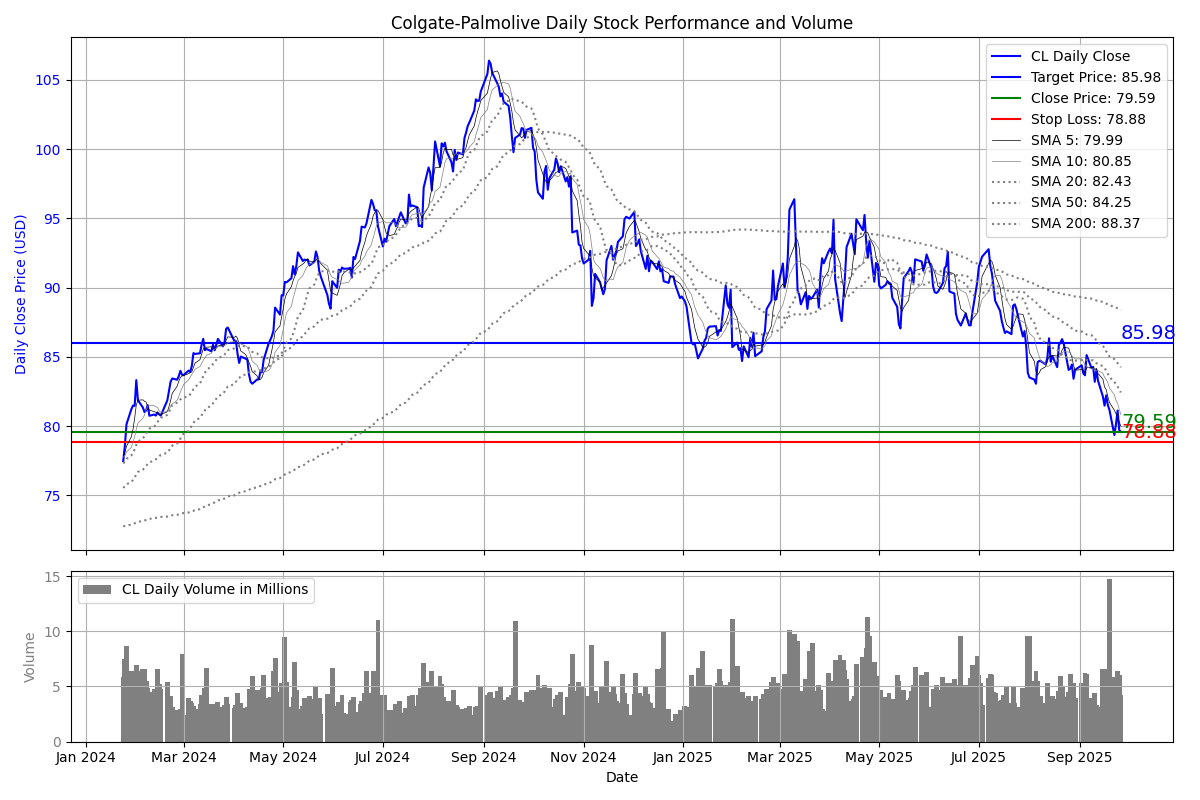 Colgate-Palmolive Daily Stock Performance and Volume
Daily Close Price (USD)
105
100
95
90
85
80
75
CL Daily Close
Target Price: 85.98
Close Price: 79.59
Stop Loss: 78.88
SMA 5: 79.99
SMA 10: 80.85
SMA 20: 82.43
SMA 50: 84.25
SMA 200: 88.37
85.98
79.59
78.88
Volume
15
10
5
0
CL Daily Volume in Millions
Jan 2024 Mar 2024 May 2024 Jul 2024 Sep 2024 Nov 2024 Jan 2025 Mar 2025 May 2025 Jul 2025 Sep 2025
Date